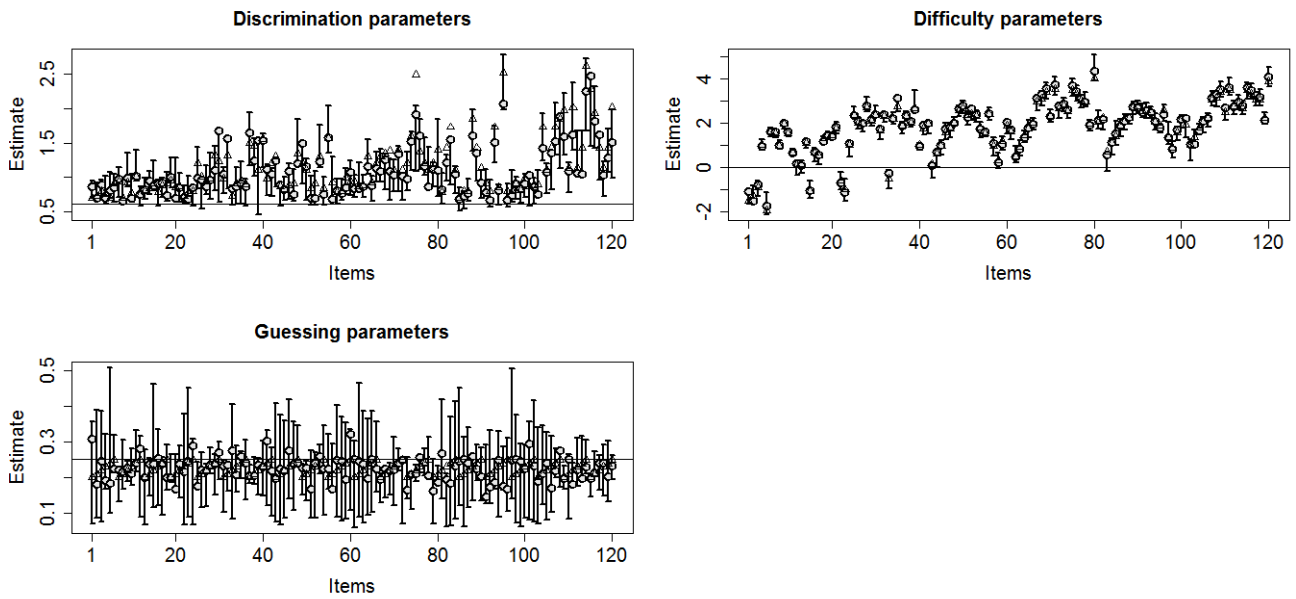 Discrimination parameters
Estimate
0.5 1.5 2.5
1 20 40 60 80 100 120
Items
Difficulty parameters
Estimate
-2 0 2 4
1 20 40 60 80 100 120
Items
Guessing parameters
Estimate
0.1 0.3 0.5
1 20 40 60 80 100 120
Items